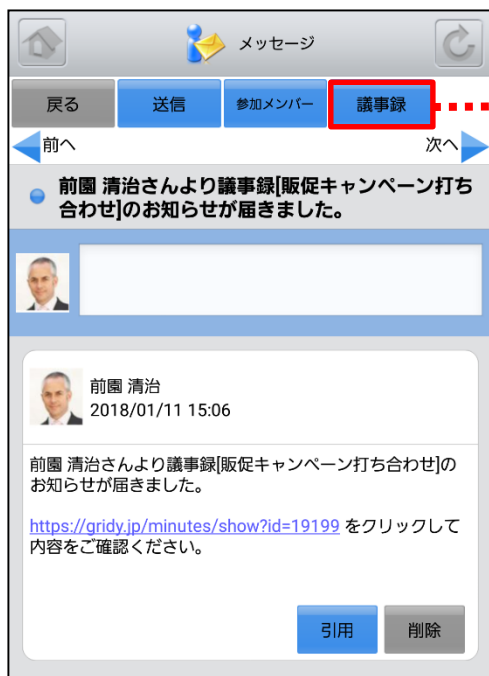 メッセージ
戻る 送信 参加メンバー 議事録
前へ 次へ
前園 清治さんより議事録[販促キャンペーン打ち
合わせ]のお知らせが届きました。
前園 清治
2018/01/11 15:06
前園 清治さんより議事録[販促キャンペーン打ち合わせ]の
お知らせが届きました。
https://gridy.jp/minutes/show?id=19199 をクリックして
内容をご確認ください。
引用 削除